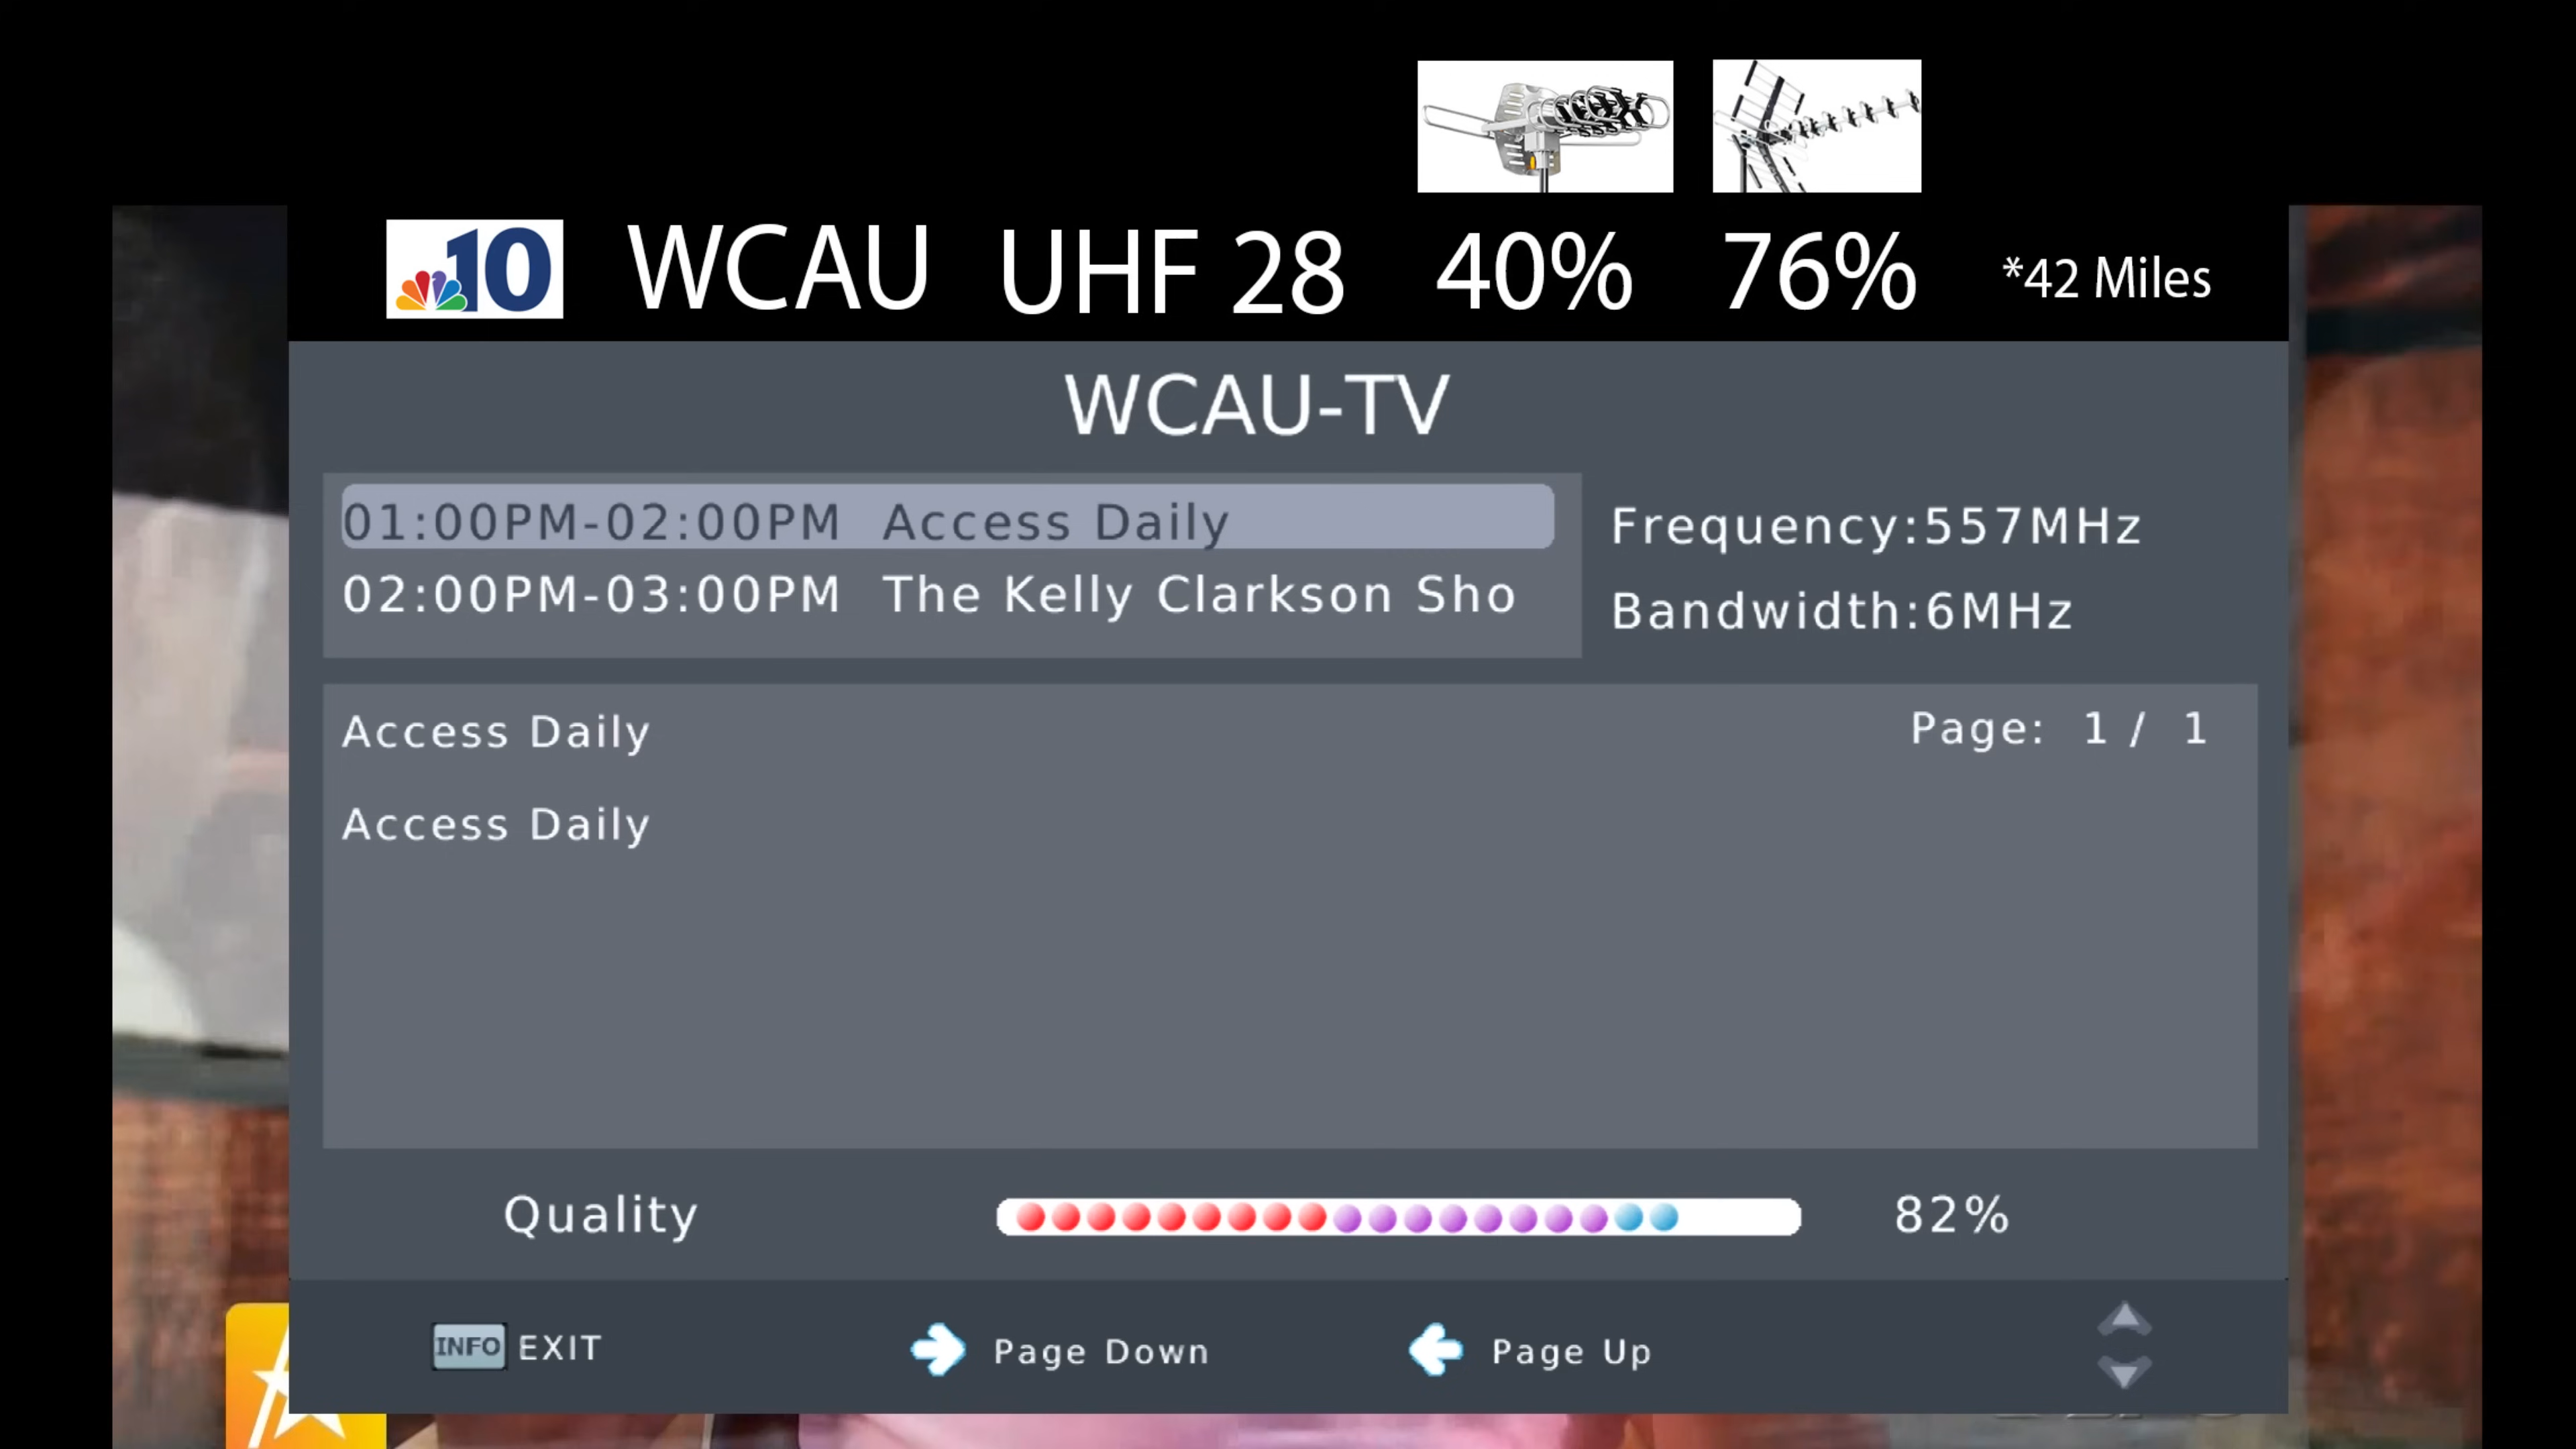 10 WCAU UHF 28 40% 76% *42 Miles
WCAU-TV
01:00PM-02:00PM Access Daily
02:00PM-03:00PM The Kelly Clarkson Sho
Frequency:557MHz
Bandwidth:6MHz
Access Daily
Page: 1 / 1
Access Daily
Quality 82%
INFO EXIT Page Down Page Up